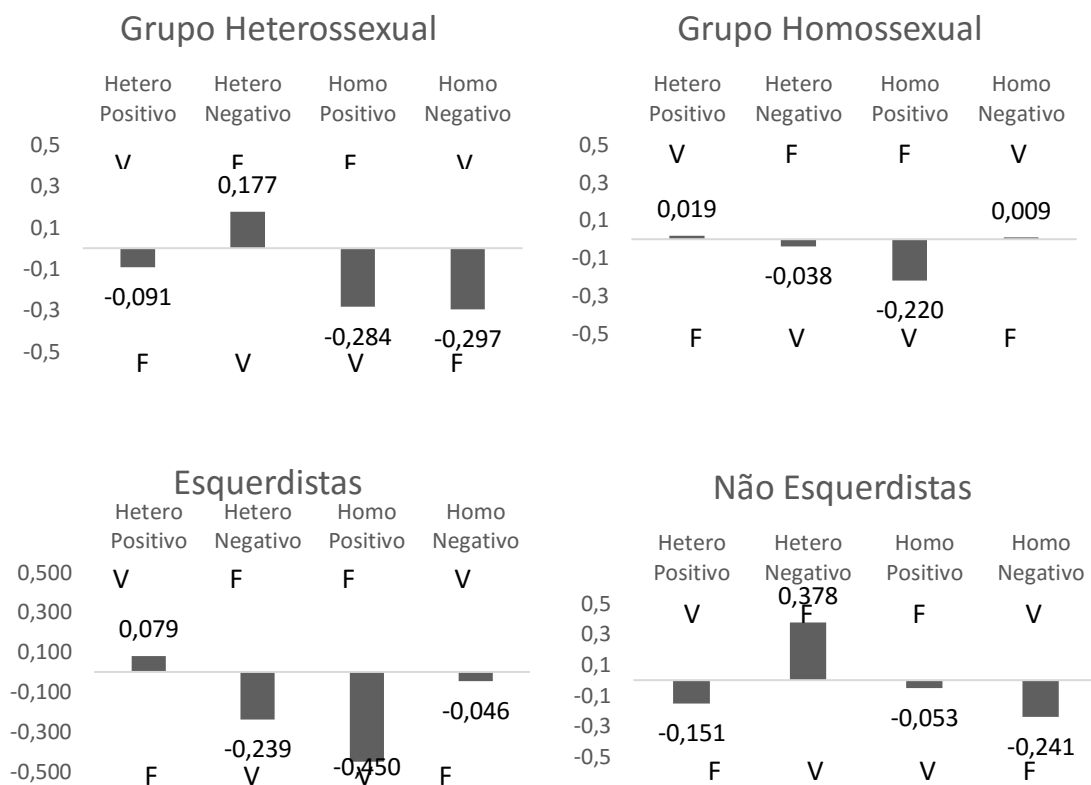 Grupo Heterossexual
Hetero Positivo
Hetero Negativo
Homo Positivo
Homo Negativo
0,5
0,3
0,1
-0,1
-0,3
-0,5
V F F V
0,177
-0,091
-0,284
-0,297
F V V F
Grupo Homossexual
Hetero Positivo
Hetero Negativo
Homo Positivo
Homo Negativo
0,5
0,3
0,1
-0,1
-0,3
-0,5
V F F V
0,019
0,009
-0,038
-0,220
F V V F
Esquerdistas
Hetero Positivo
Hetero Negativo
Homo Positivo
Homo Negativo
0,500
0,300
0,100
-0,100
-0,300
-0,500
V F F V
0,079
-0,046
-0,239
-0,450
F V V F
Não Esquerdistas
Hetero Positivo
Hetero Negativo
Homo Positivo
Homo Negativo
0,5
0,3
0,1
-0,1
-0,3
-0,5
V F F V
0,378
-0,151
-0,053
-0,241
F V V F